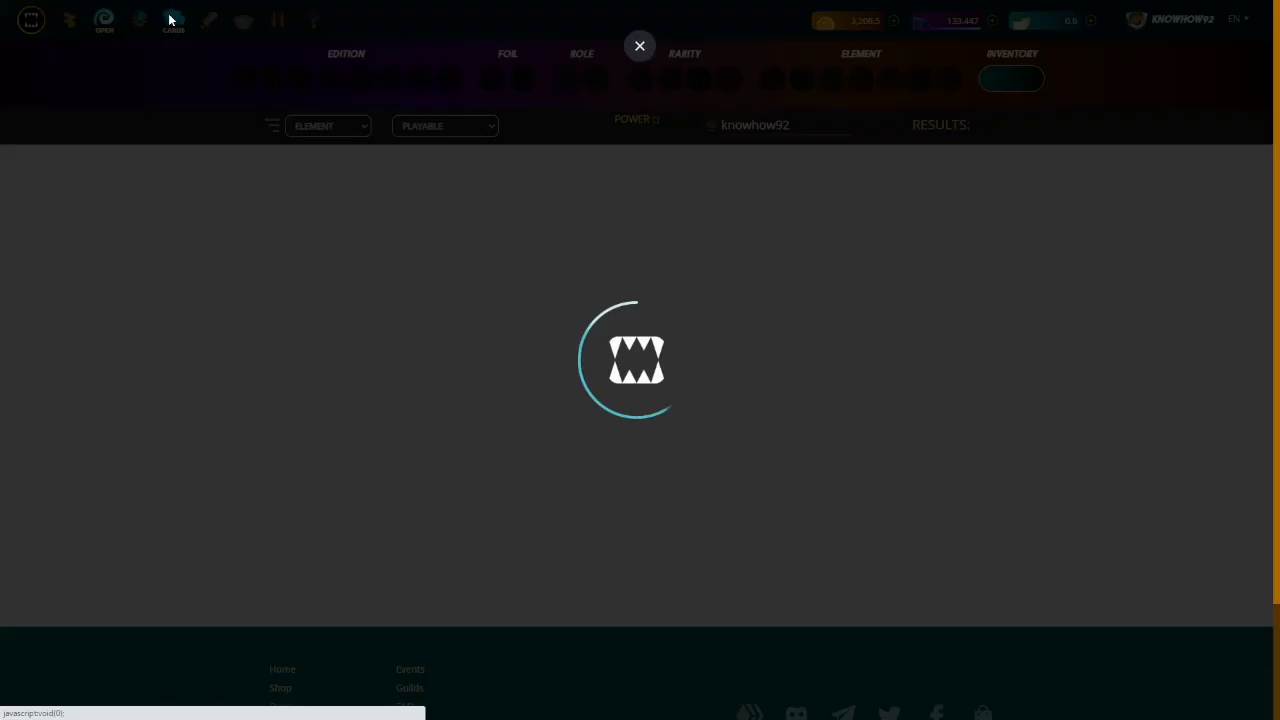 OPEN
CARDS
3,206.5
133.447
0.8
KNOWHOW92
EN
EDITION
FOIL
ROLE
RARITY
ELEMENT
INVENTORY
ELEMENT
PLAYABLE
POWER
knowhow92
RESULTS:
Home
Events
Shop
Guilds
javascript:void(0);